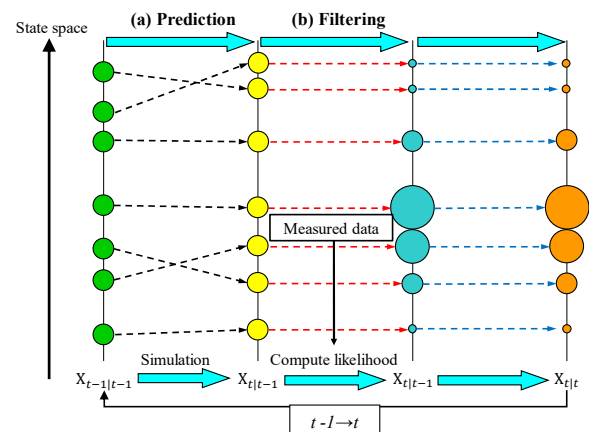 (a) Prediction (b) Filtering
State space
Measured data
Simulation Compute likelihood
X_{t−1|t−1} X_{t|t−1} X_{t|t−1} X_{t|t}
t -1→t